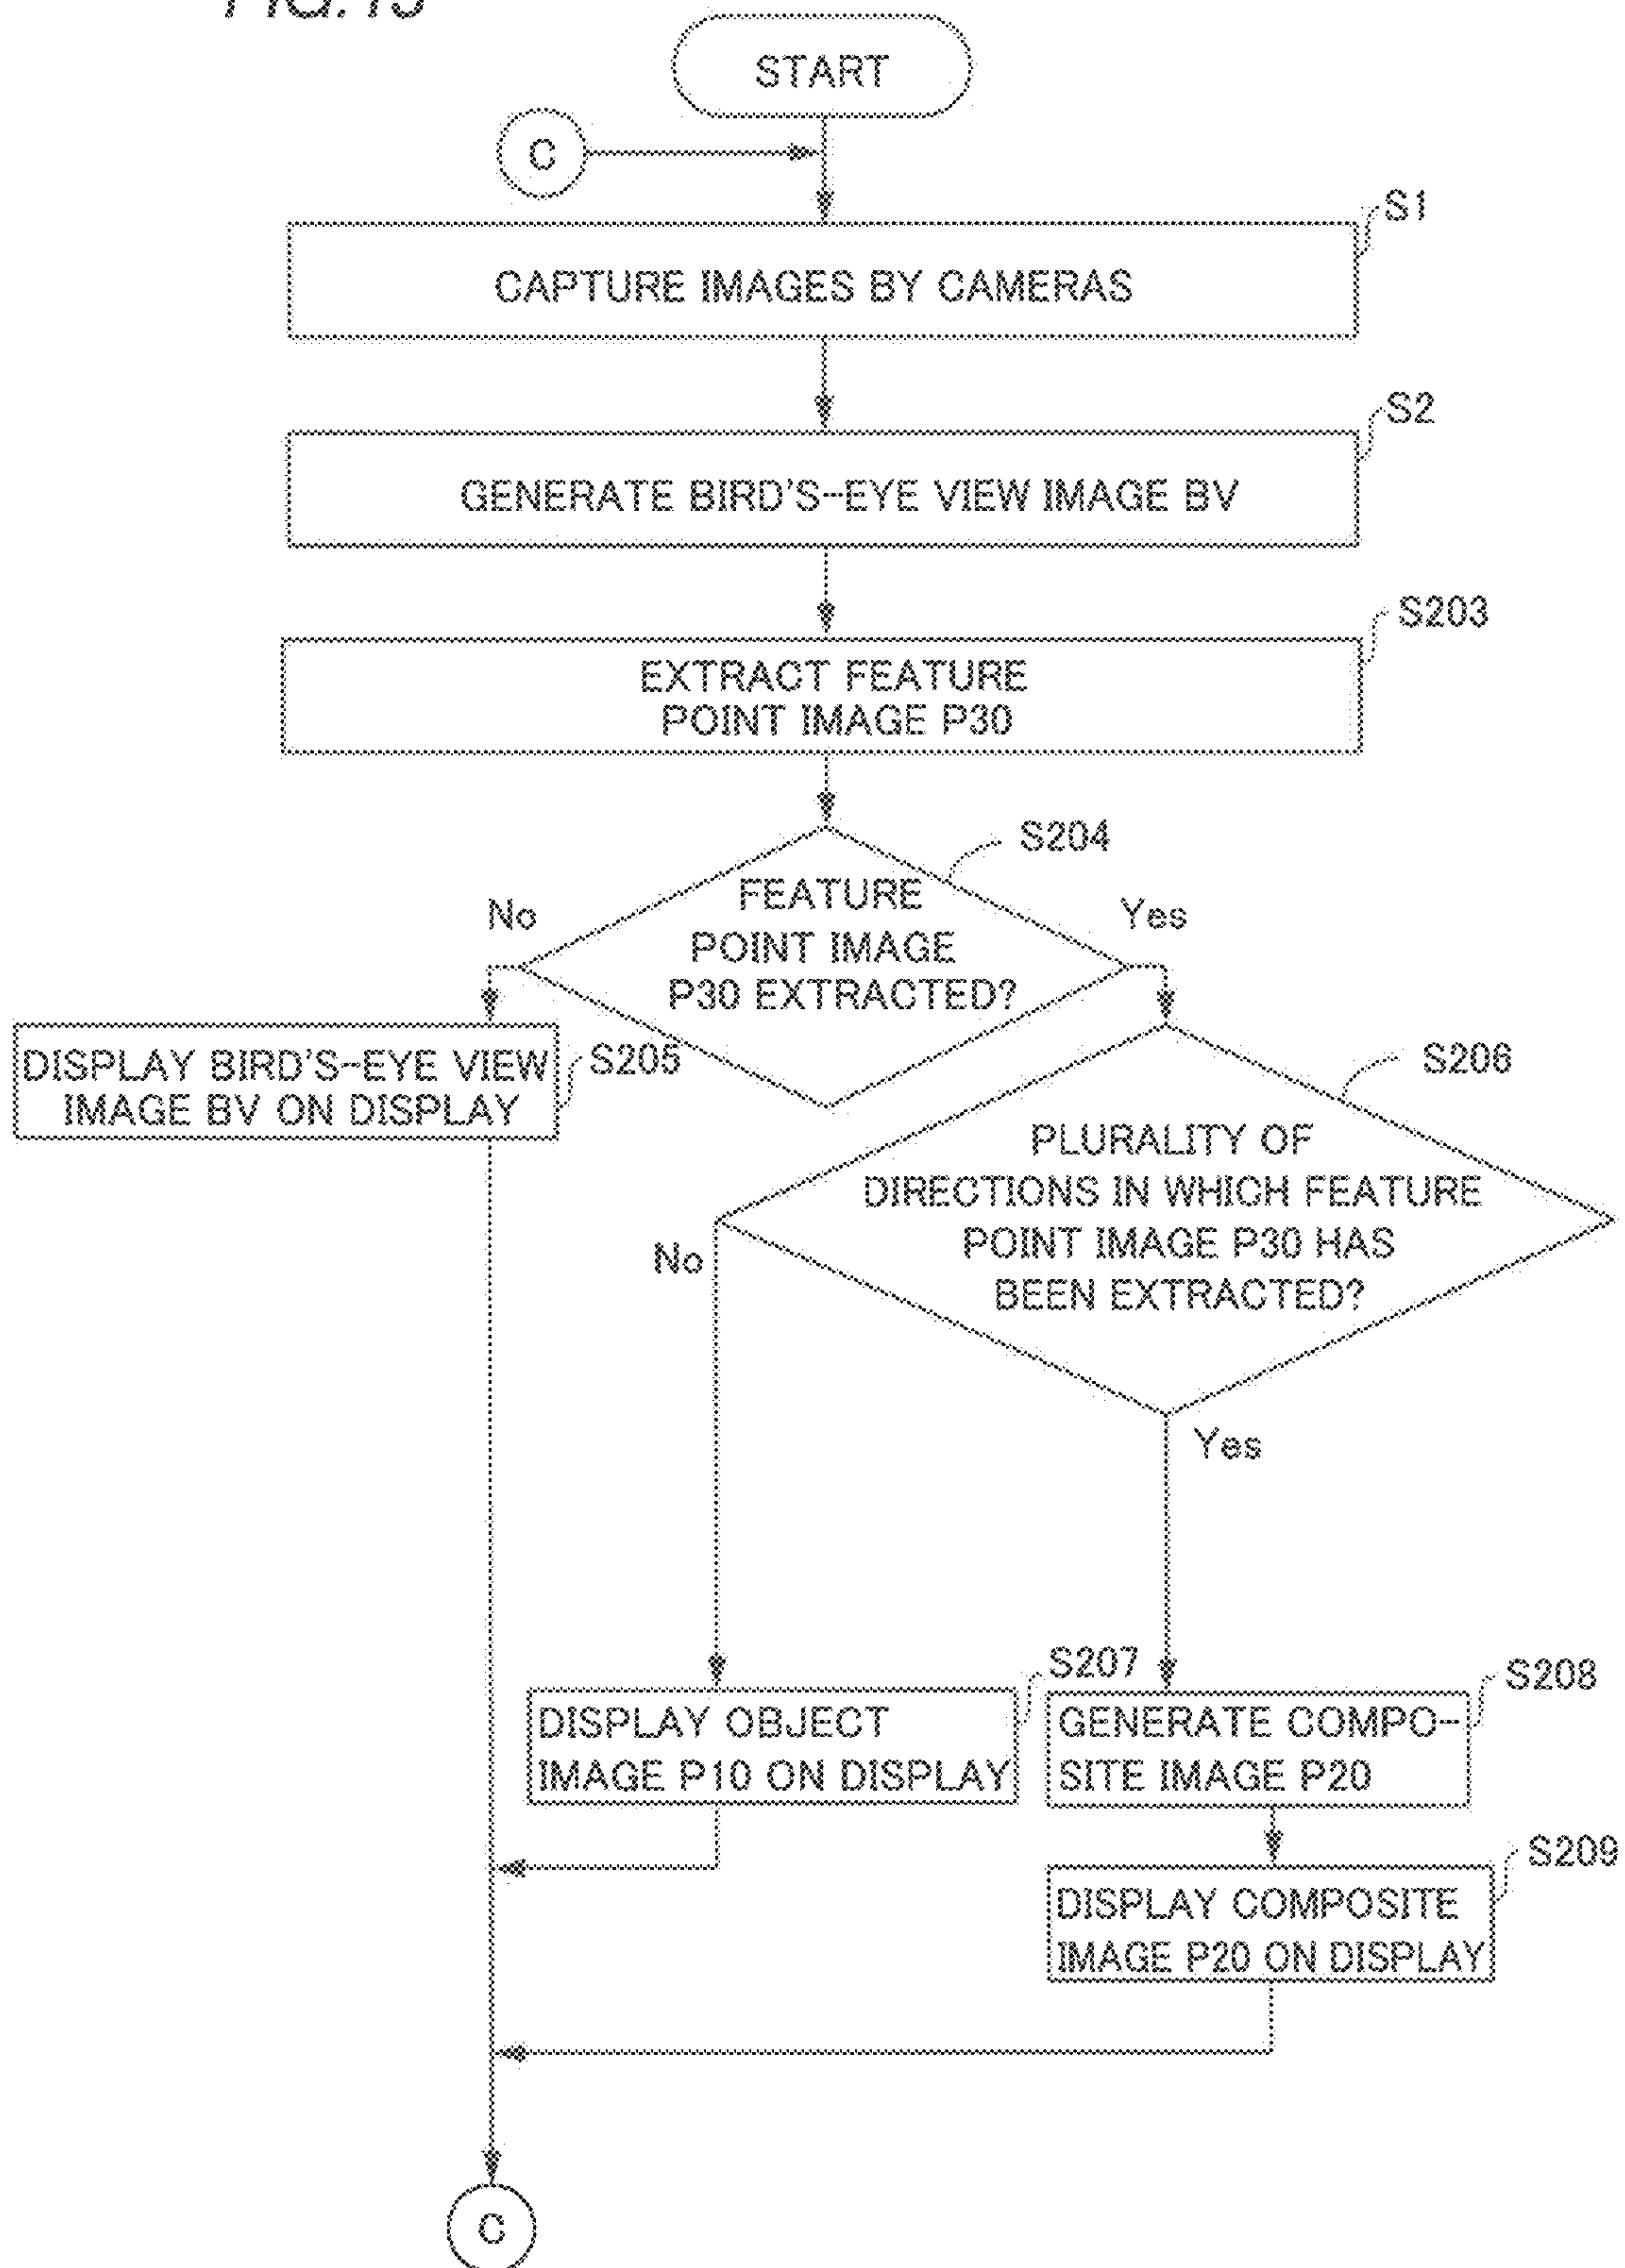 START
C
S1
CAPTURE IMAGES BY CAMERAS
S2
GENERATE BIRD'S-EYE VIEW IMAGE BV
S203
EXTRACT FEATURE
POINT IMAGE P30
S204
FEATURE
POINT IMAGE
P30 EXTRACTED?
No
Yes
DISPLAY BIRD'S-EYE VIEW
IMAGE BV ON DISPLAY
S205
S206
PLURALITY OF
DIRECTIONS IN WHICH FEATURE
POINT IMAGE P30 HAS
BEEN EXTRACTED?
No
Yes
S207
DISPLAY OBJECT
IMAGE P10 ON DISPLAY
S208
GENERATE COMPO-
SITE IMAGE P20
S209
DISPLAY COMPOSITE
IMAGE P20 ON DISPLAY
C